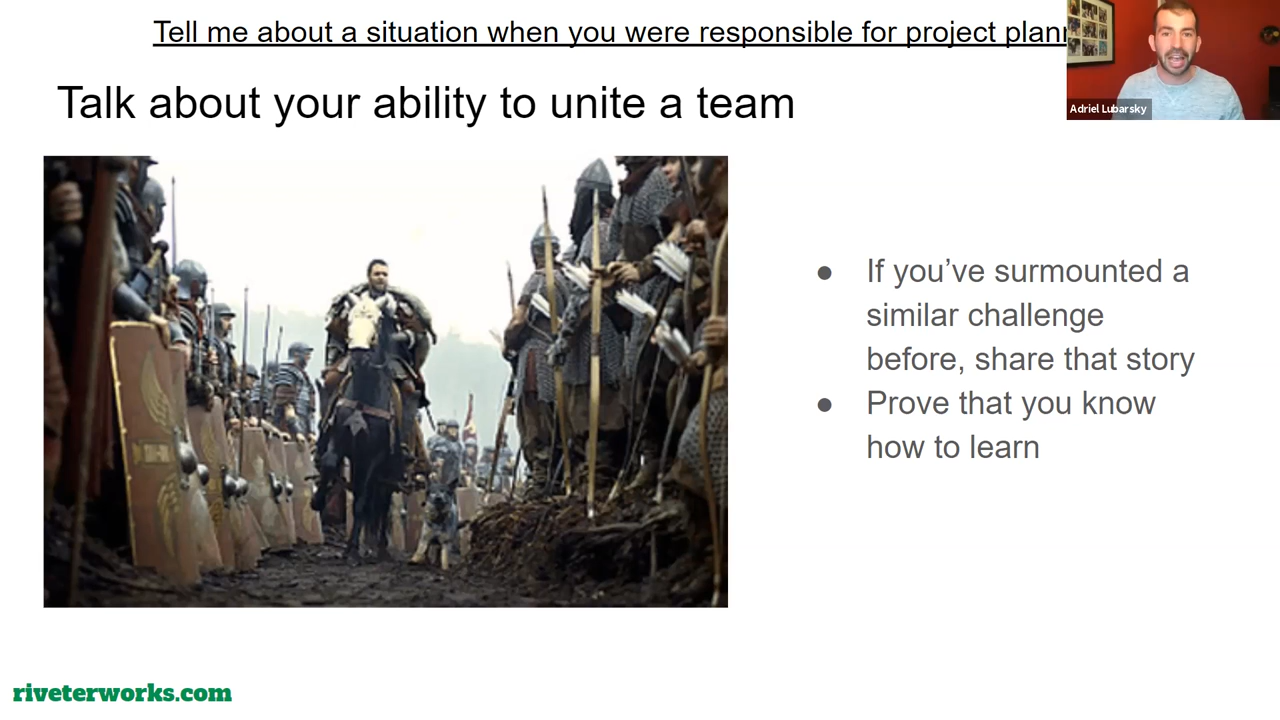 Tell me about a situation when you were responsible for project
Talk about your ability to unite a team
Adriel Lubarsky
● If you’ve surmounted a
similar challenge
before, share that story
● Prove that you know
how to learn
riveterworks.com